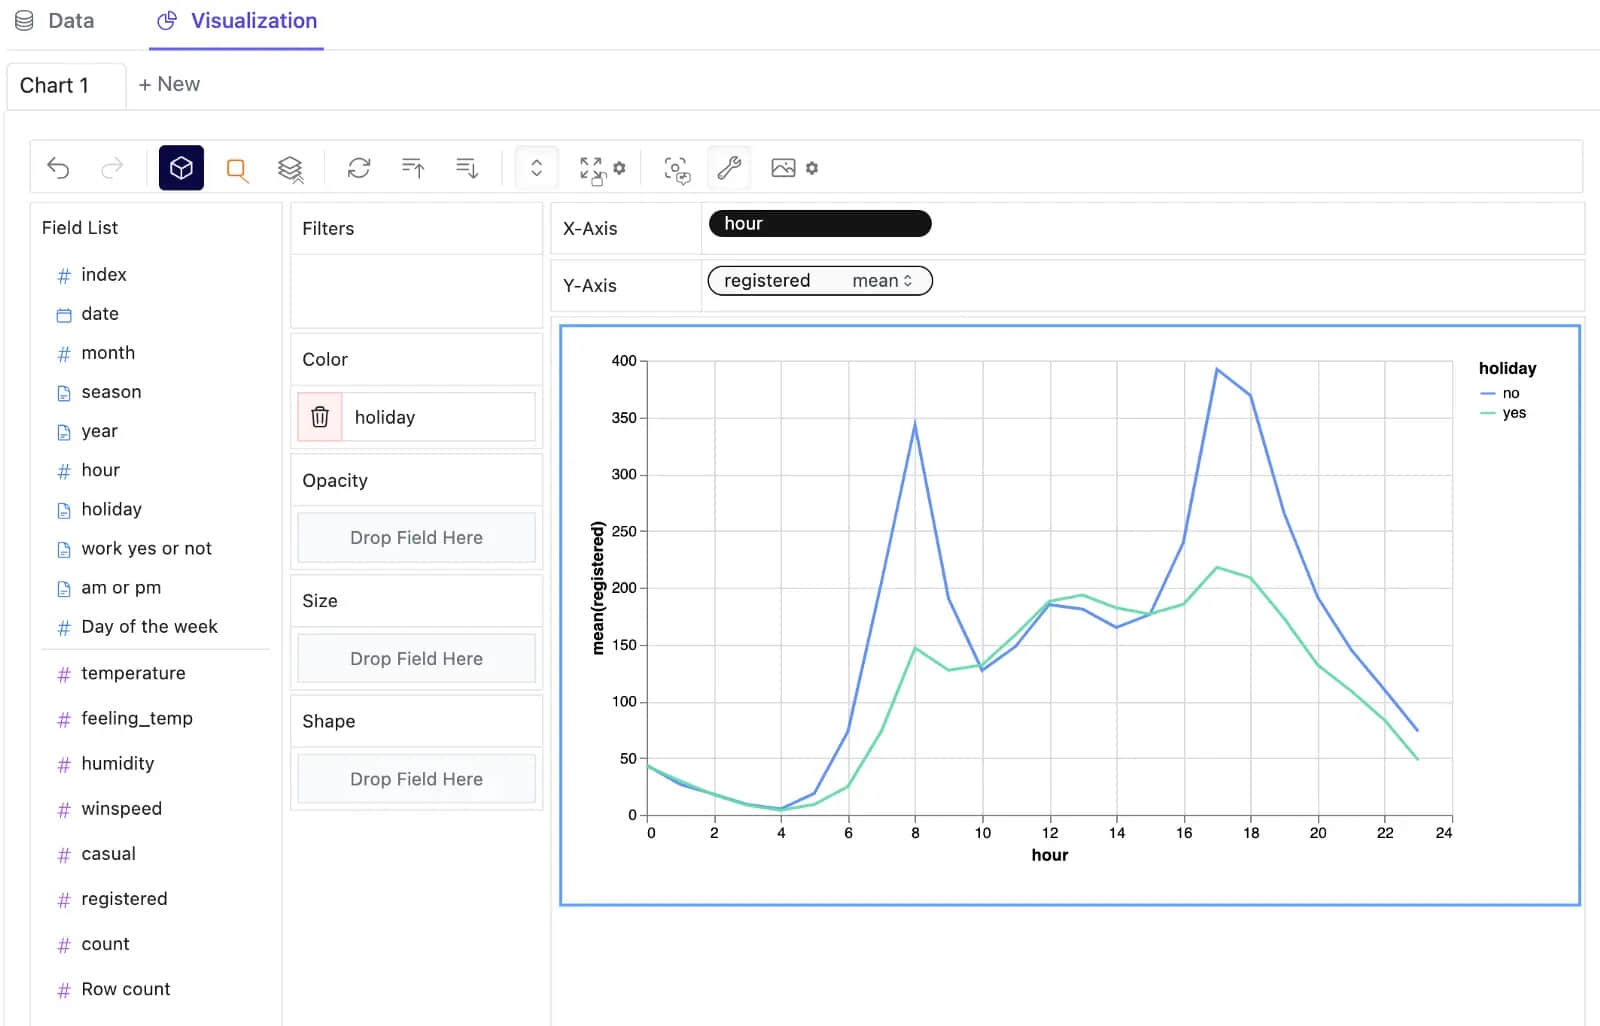 Data
Visualization
Chart 1
+ New
Field List
index
date
month
season
year
hour
holiday
work yes or not
am or pm
Day of the week
temperature
feeling_temp
humidity
winspeed
casual
registered
count
Row count
Filters
Color
holiday
Opacity
Drop Field Here
Size
Drop Field Here
Shape
Drop Field Here
X-Axis
hour
Y-Axis
registered mean
400
350
300
250
200
150
100
50
0
mean(registered)
0 2 4 6 8 10 12 14 16 18 20 22 24
hour
holiday
no
yes